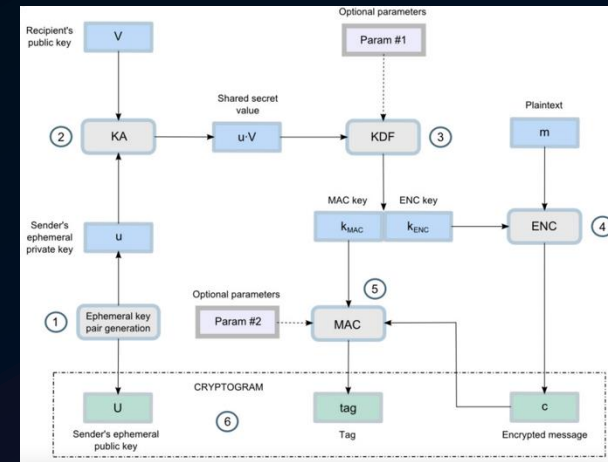 Optional parameters
Recipient's
public key
V
Param #1
Shared secret
value
Plaintext
2
KA
u·V
KDF
3
m
MAC key
ENC key
Sender's
ephemeral
private key
u
kMAC
kENC
ENC
4
Optional parameters
5
1
Ephemeral key
pair generation
Param #2
MAC
CRYPTOGRAM
U
6
tag
c
Sender's ephemeral
public key
Tag
Encrypted message